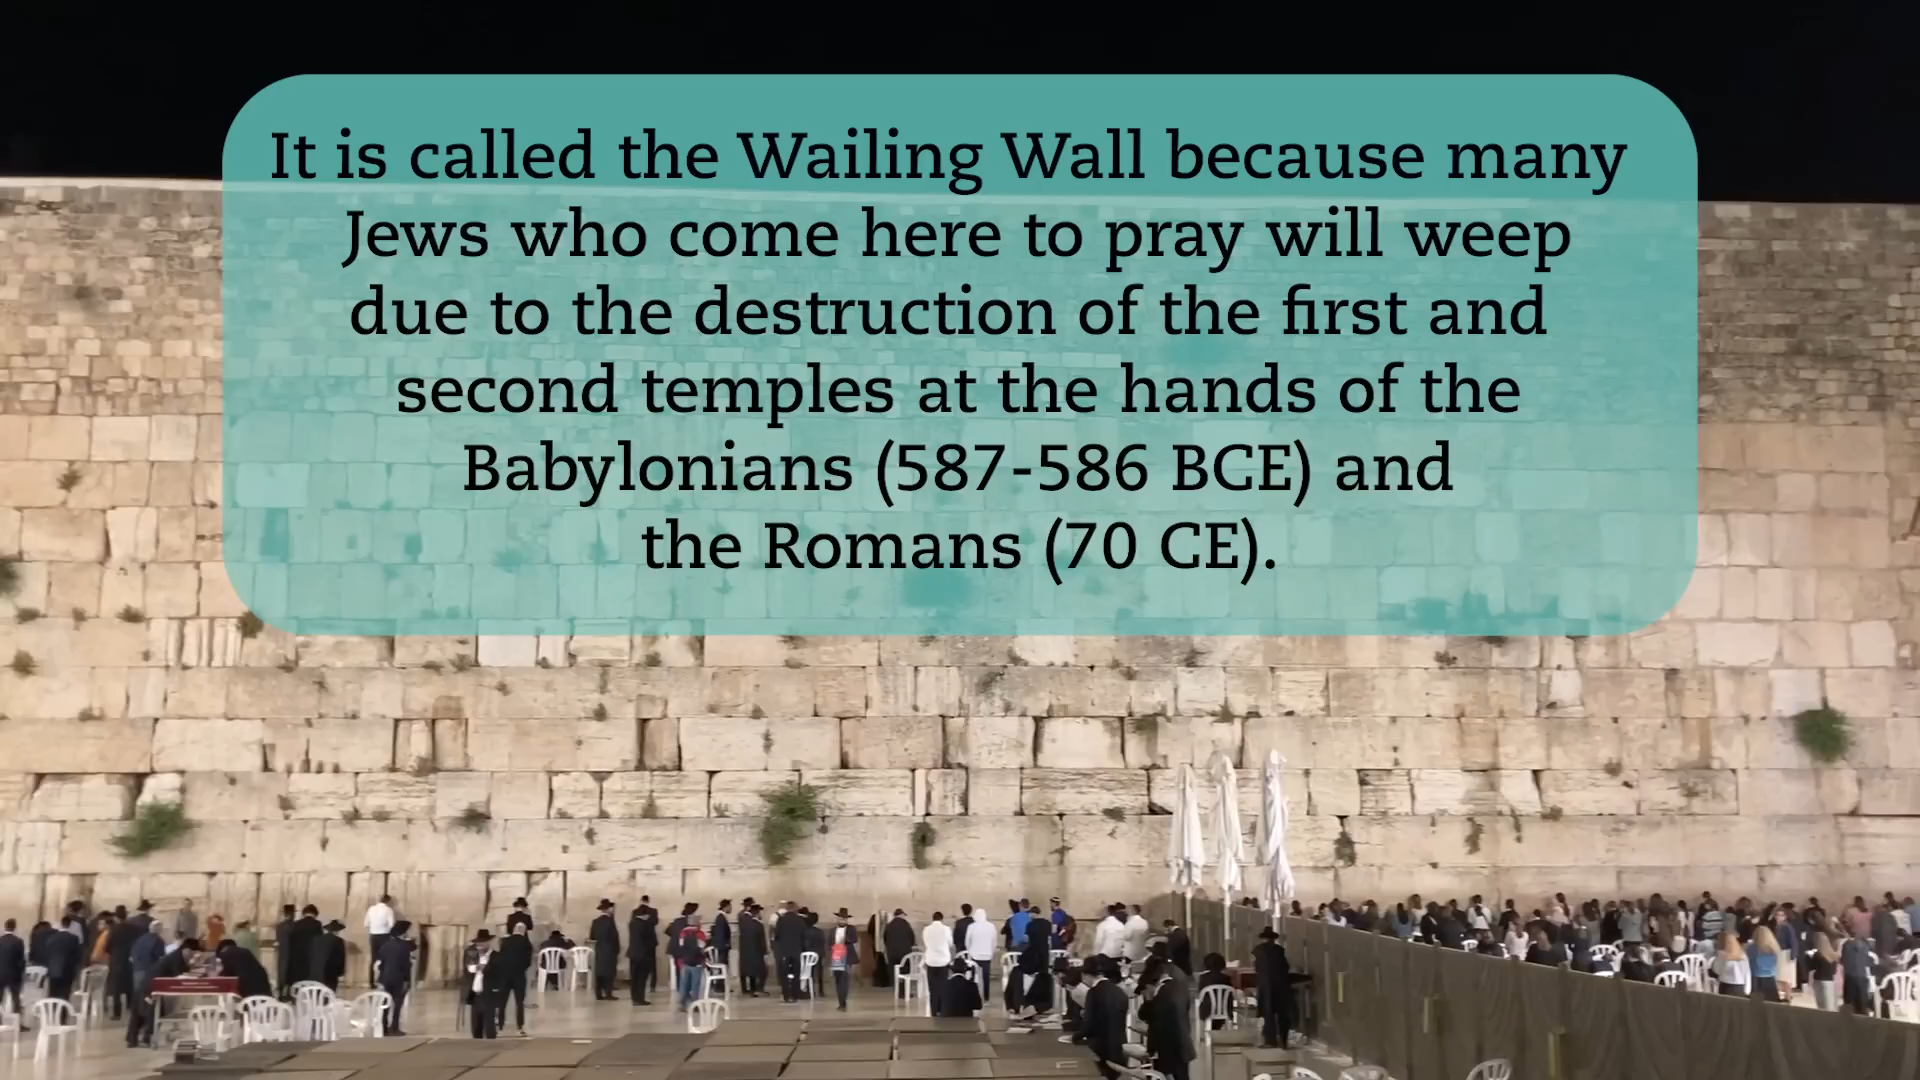 It is called the Wailing Wall because many
Jews who come here to pray will weep
due to the destruction of the first and
second temples at the hands of the
Babylonians (587-586 BCE) and
the Romans (70 CE).